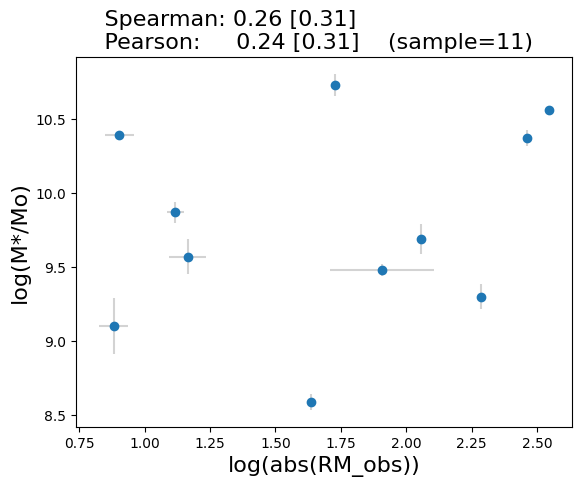 Spearman: 0.26 [0.31]
Pearson: 0.24 [0.31] (sample=11)
10.5
10.0
9.5
9.0
8.5
log(M*/Mo)
0.75 1.00 1.25 1.50 1.75 2.00 2.25 2.50
log(abs(RM_obs))